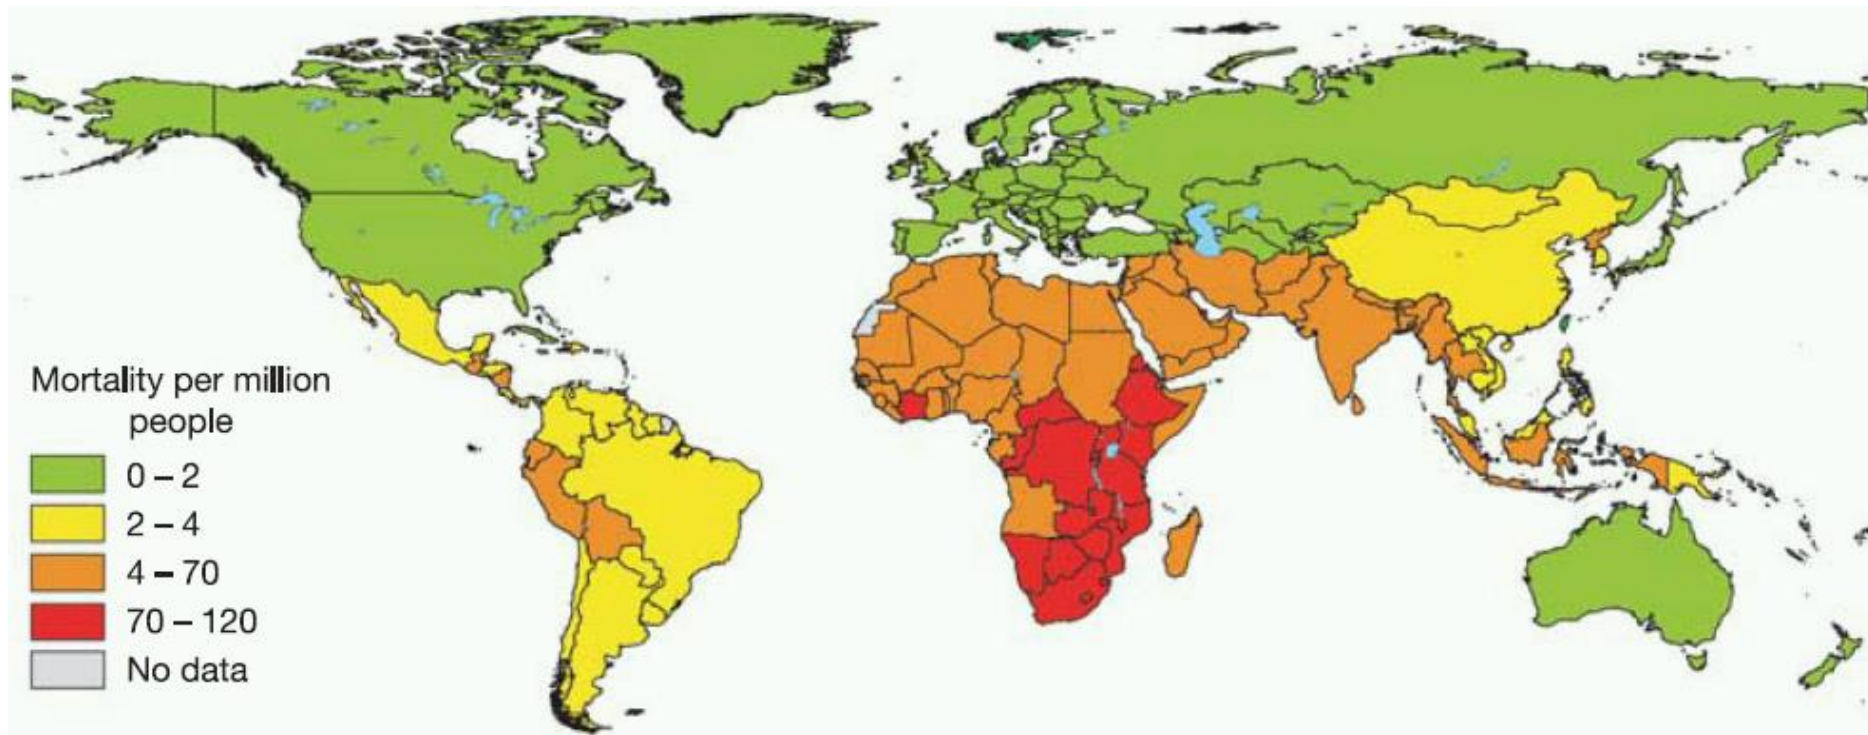 Mortality per million
people
0 – 2
2 – 4
4 – 70
70 – 120
No data